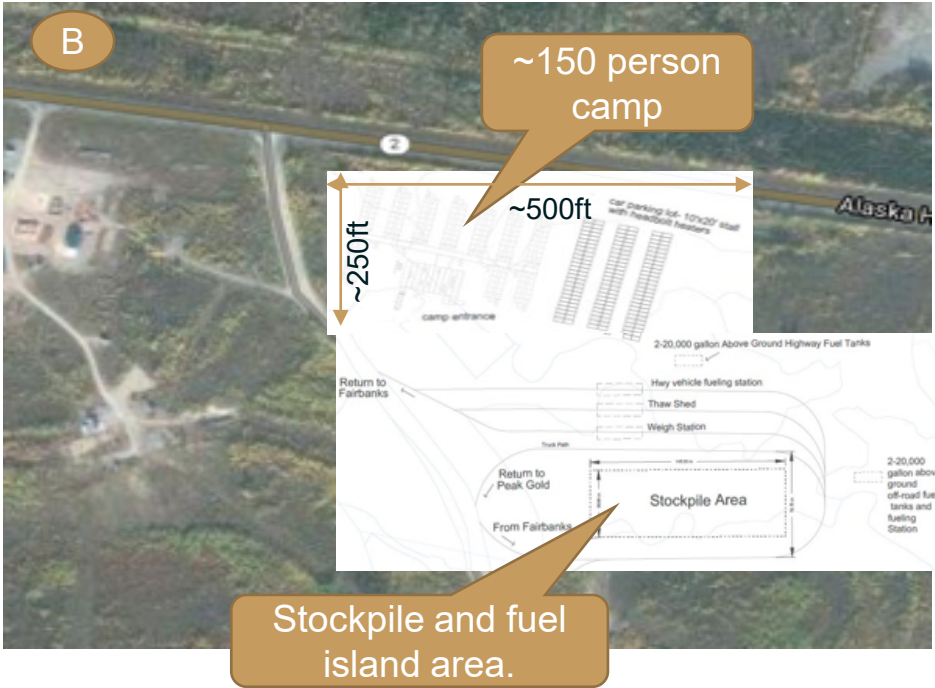 B
~150 person
camp
2
Alaska H
~500ft
~250ft
car parking lot- 10'x20' stall
with headbolt heaters
camp entrance
2-20,000 gallon Above Ground Highway Fuel Tanks
Return to
Fairbanks
Hwy vehicle fueling station
Thaw Shed
Weigh Station
Truck Path
Return to
Peak Gold
Stockpile Area
2-20,000
gallon above
ground
off-road fue
tanks and
fueling
Station
From Fairbanks
Stockpile and fuel
island area.